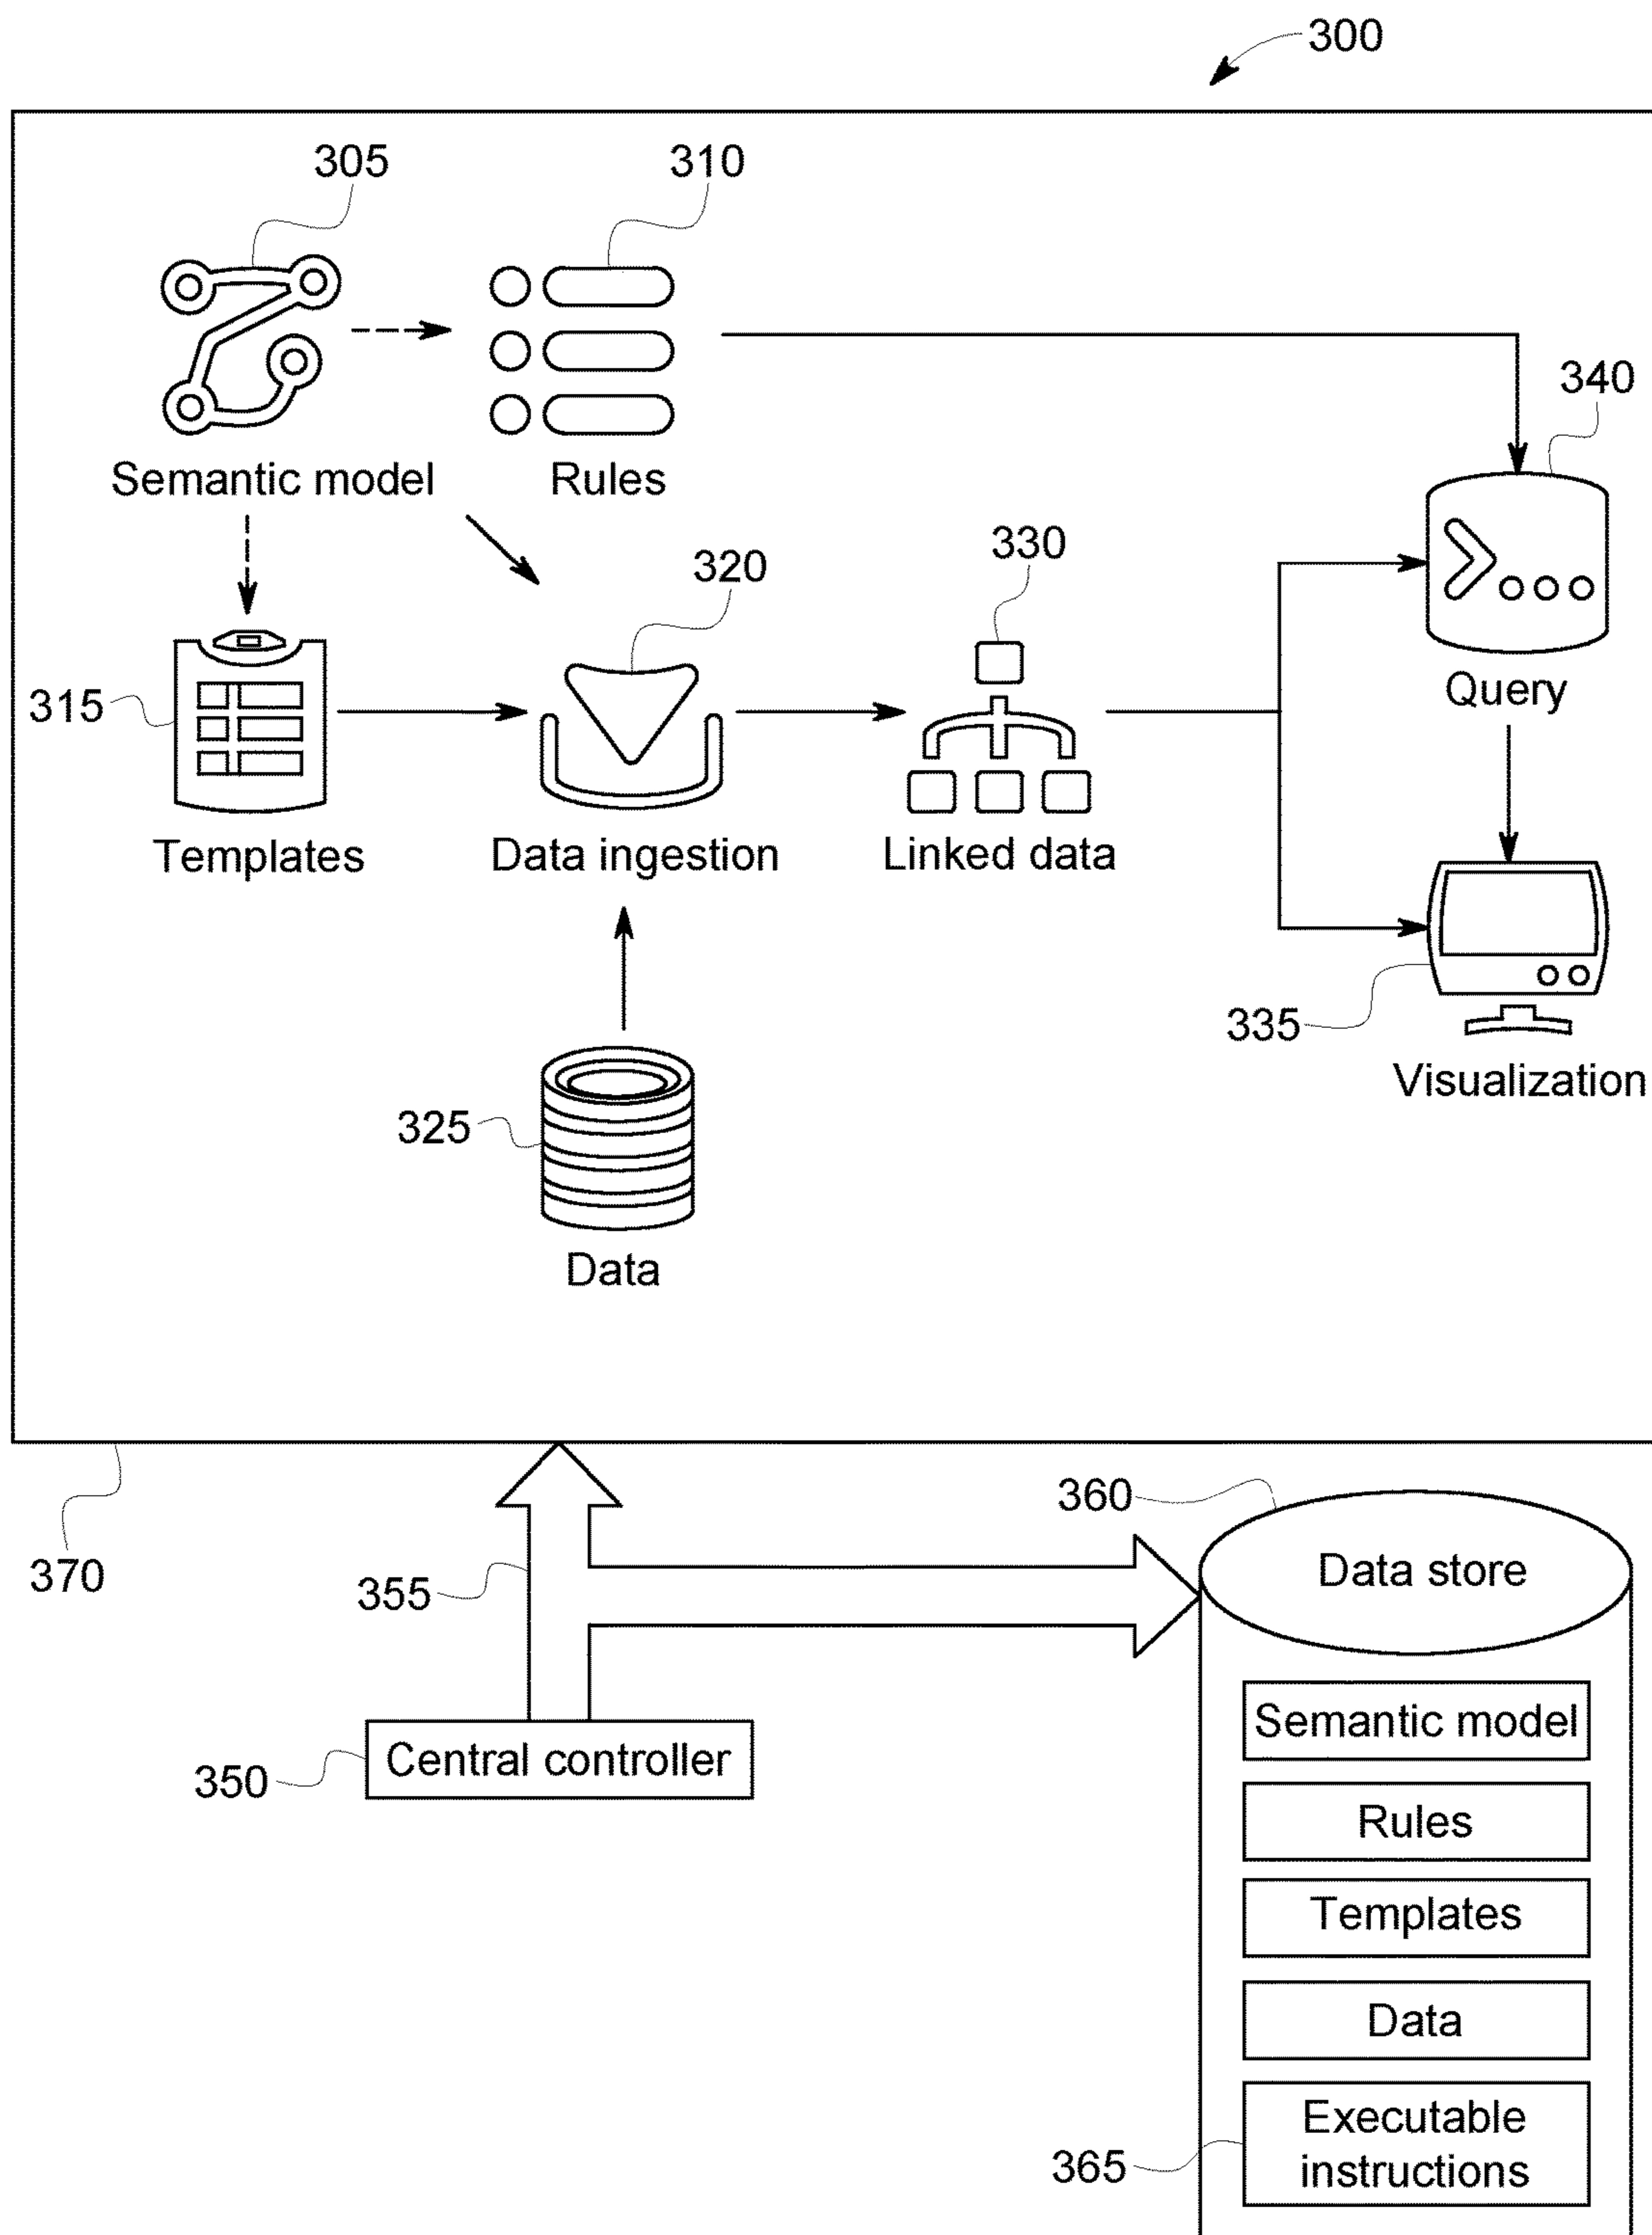 300
305
310
Semantic model
Rules
340
320
330
Query
315
Templates
Data ingestion
Linked data
335
Visualization
325
Data
370
360
355
Data store
350
Central controller
Semantic model
Rules
Templates
Data
365
Executable
instructions